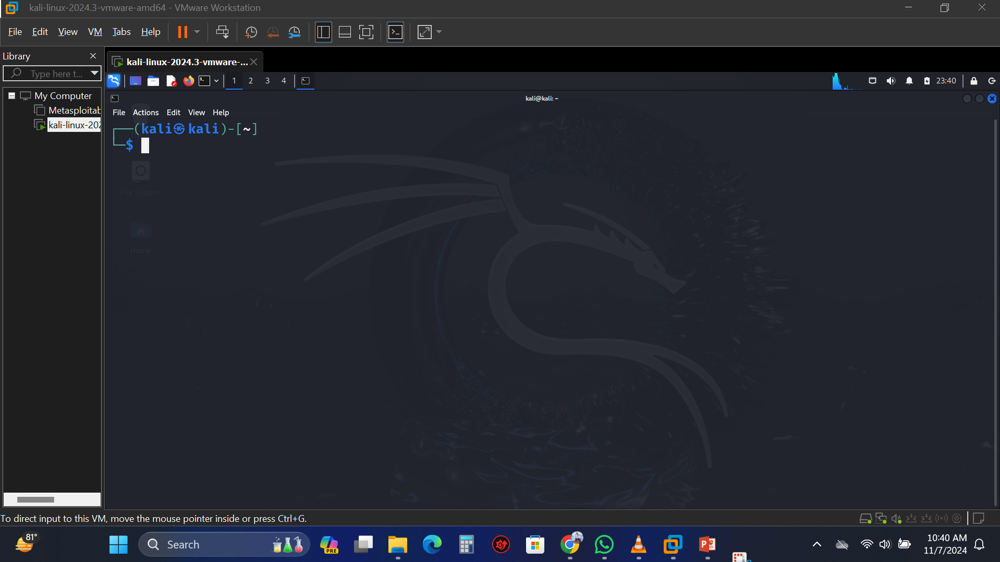 kali-linux-2024.3-vmware-amd64 - VMware Workstation
File Edit View VM Tabs Help
Library
Type here t...
My Computer
Metasploitab
kali-linux-202
kali-linux-2024.3-vmware-...
1 2 3 4
23:40
kali@kali: ~
File Actions Edit View Help
(kali㉿kali)-[~]
$
File System
Home
To direct input to this VM, move the mouse pointer inside or press Ctrl+G.
81°
Search
PRE
10:40 AM
11/7/2024